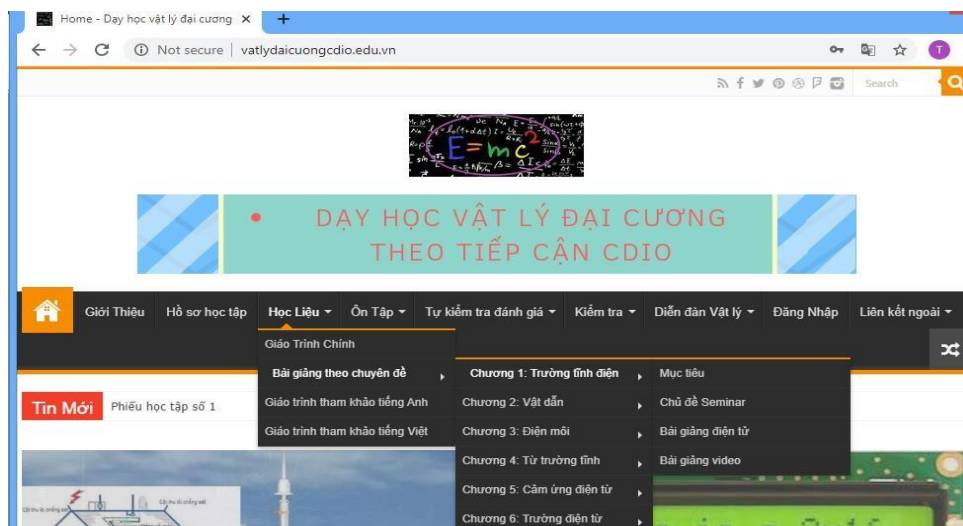 Home - Dạy học vật lý đại cương
Not secure | vatlydaicuongcdio.edu.vn
T
Search
E=mc²
• DẠY HỌC VẬT LÝ ĐẠI CƯƠNG
THEO TIẾP CẬN CDIO
Giới Thiệu Hồ sơ học tập Học Liệu Ôn Tập Tự kiểm tra đánh giá Kiểm tra Diễn đàn Vật lý Đăng Nhập Liên kết ngoài
Giáo Trình Chính
Bài giảng theo chuyên đề Chương 1: Trường tĩnh điện Mục tiêu
Giáo trình tham khảo tiếng Anh Chương 2: Vật dẫn Chủ đề Seminar
Giáo trình tham khảo tiếng Việt Chương 3: Điện môi Bài giảng điện tử
Chương 4: Từ trường tĩnh Bài giảng video
Chương 5: Cảm ứng điện từ
Chương 6: Trường điện từ
Tin Mới Phiếu học tập số 1